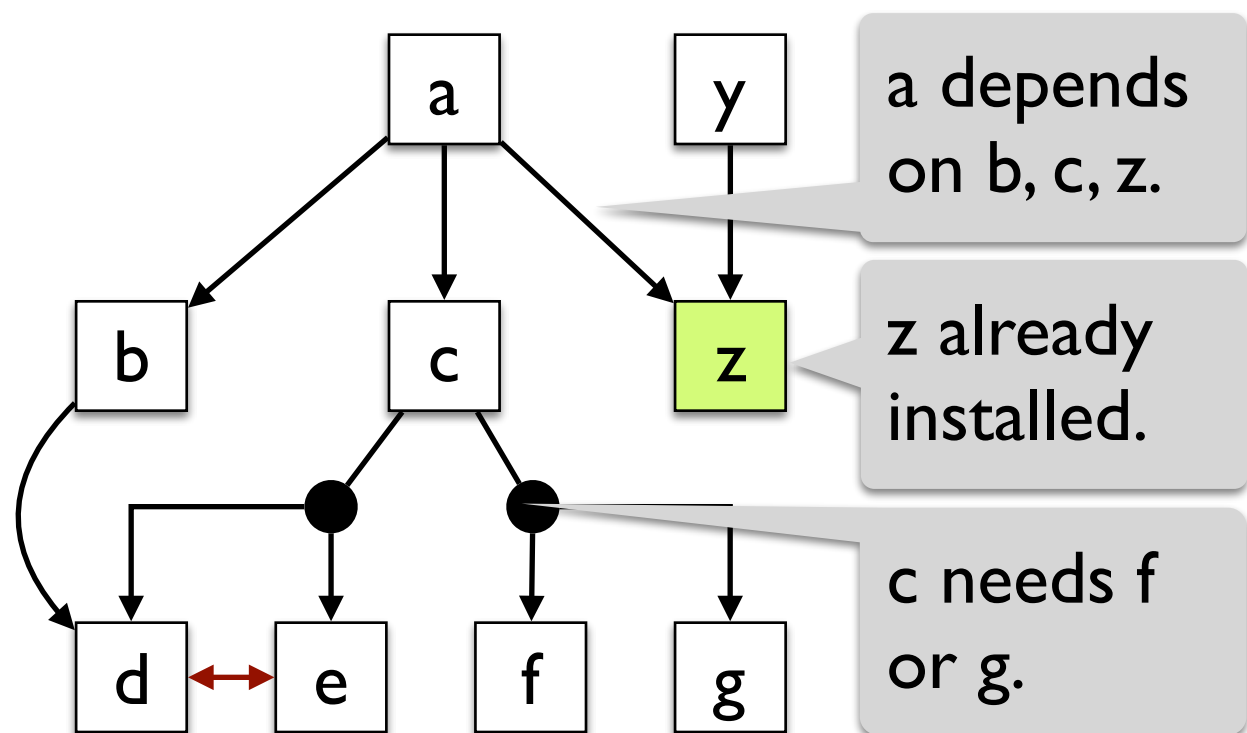 a
y
a depends
on b, c, z.
b
c
z
z already
installed.
c needs f
or g.
d
e
f
g